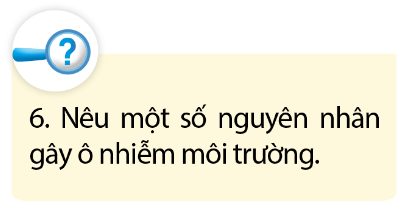 ?
6. Nêu một số nguyên nhân
gây ô nhiễm môi trường.